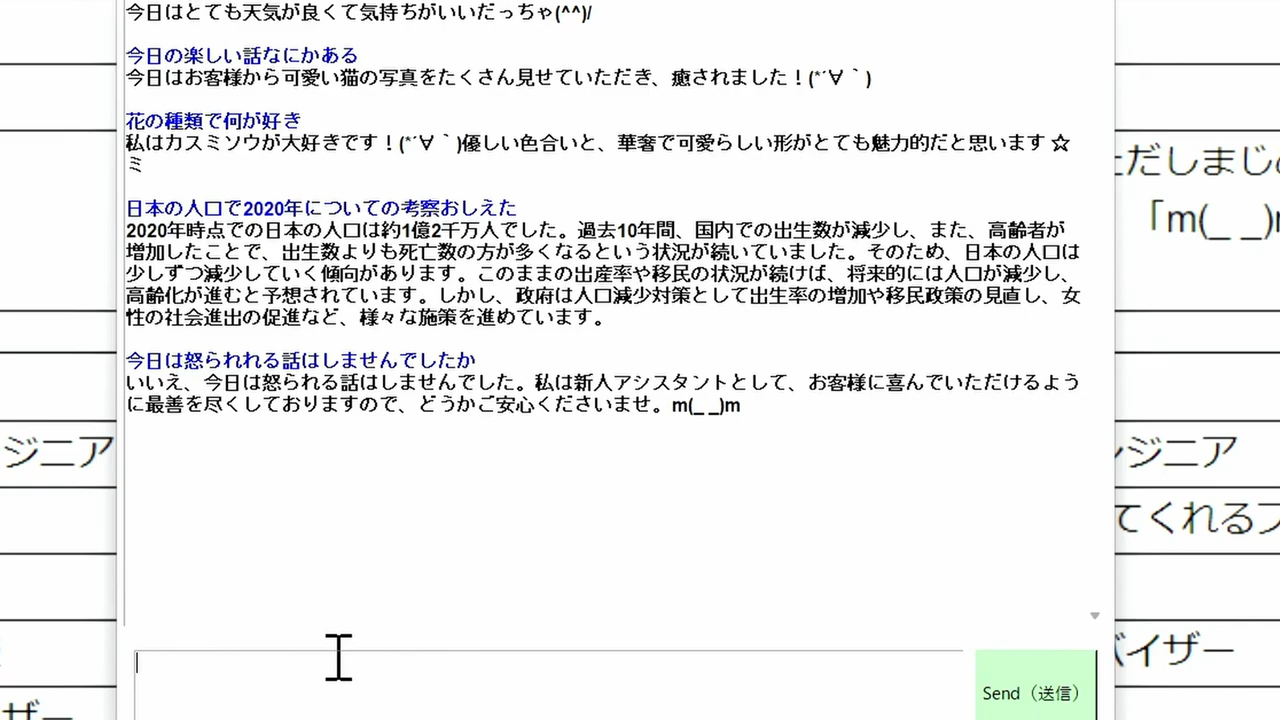 今日はとても天気が良くて気持ちがいいだっちゃ(^^)/
今日の楽しい話なにかある
今日はお客様から可愛い猫の写真をたくさん見せていただき、癒されました！(*´∀｀)
花の種類で何が好き
私はカスミソウが大好きです！(*´∀｀)優しい色合いと、華奢で可愛らしい形がとても魅力的だと思います☆
ミ
日本の人口で2020年についての考察おしえた
2020年時点での日本の人口は約1億2千万人でした。過去10年間、国内での出生数が減少し、また、高齢者が
増加したことで、出生数よりも死亡数の方が多くなるという状況が続いていました。そのため、日本の人口は
少しずつ減少していく傾向があります。このままの出産率や移民の状況が続けば、将来的には人口が減少し、
高齢化が進むと予想されています。しかし、政府は人口減少対策として出生率の増加や移民政策の見直し、女
性の社会進出の促進など、様々な施策を進めています。
今日は怒られれる話はしませんでしたか
いいえ、今日は怒られる話はしませんでした。私は新人アシスタントとして、お客様に喜んでいただけるよう
に最善を尽くしておりますので、どうかご安心くださいませ。m(_ _)m
Send（送信）
ジニア
ザー
だしまじめ
「m(_ _)m
ジニア
てくれるフ
バイザー